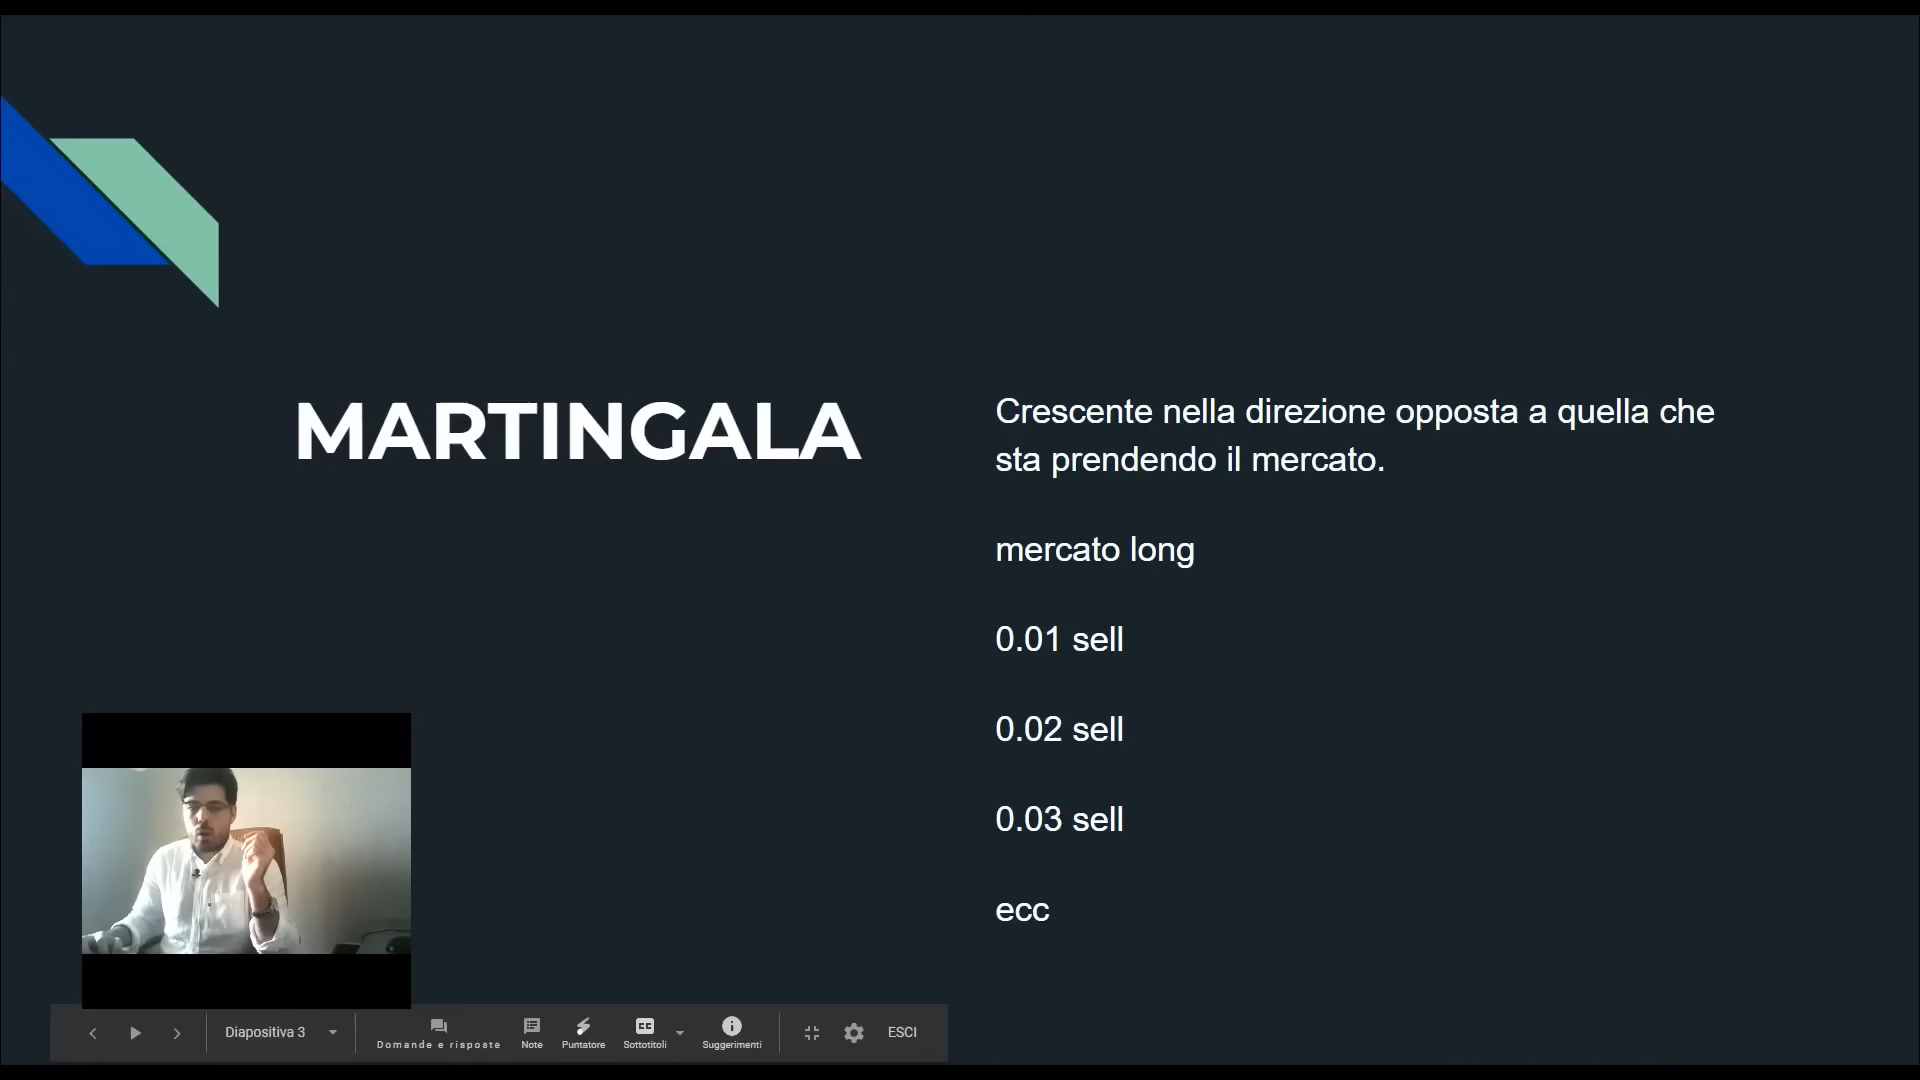 MARTINGALA
Crescente nella direzione opposta a quella che
sta prendendo il mercato.
mercato long
0.01 sell
0.02 sell
0.03 sell
ecc
Diapositiva 3
Domande e risposte
Note
Puntatore
CC
Sottotitoli
Suggerimenti
ESCI